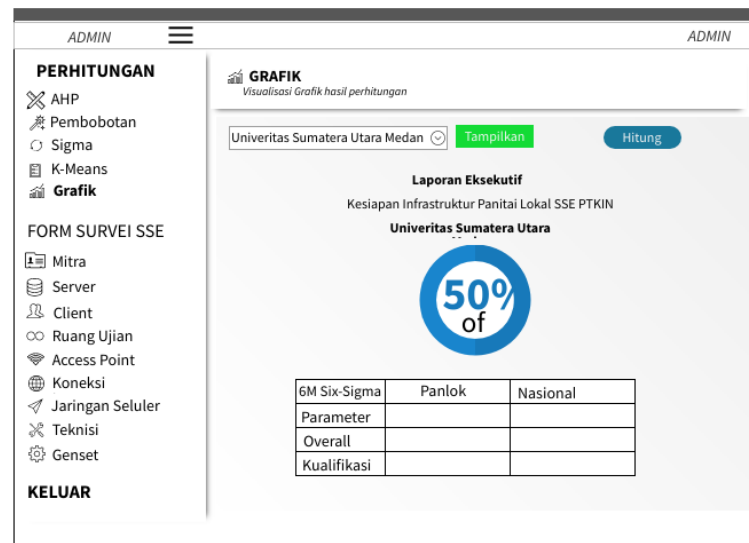 ADMIN
ADMIN
PERHITUNGAN
AHP
Pembobotan
Sigma
K-Means
Grafik
FORM SURVEI SSE
Mitra
Server
Client
Ruang Ujian
Access Point
Koneksi
Jaringan Seluler
Teknisi
Genset
KELUAR
GRAFIK
Visualisasi Grafik hasil perhitungan
Univeritas Sumatera Utara Medan
Tampilkan
Hitung
Laporan Eksekutif
Kesiapan Infrastruktur Panitai Lokal SSE PTKIN
Univeritas Sumatera Utara
50%
of
6M Six-Sigma Panlok Nasional
Parameter
Overall
Kualifikasi